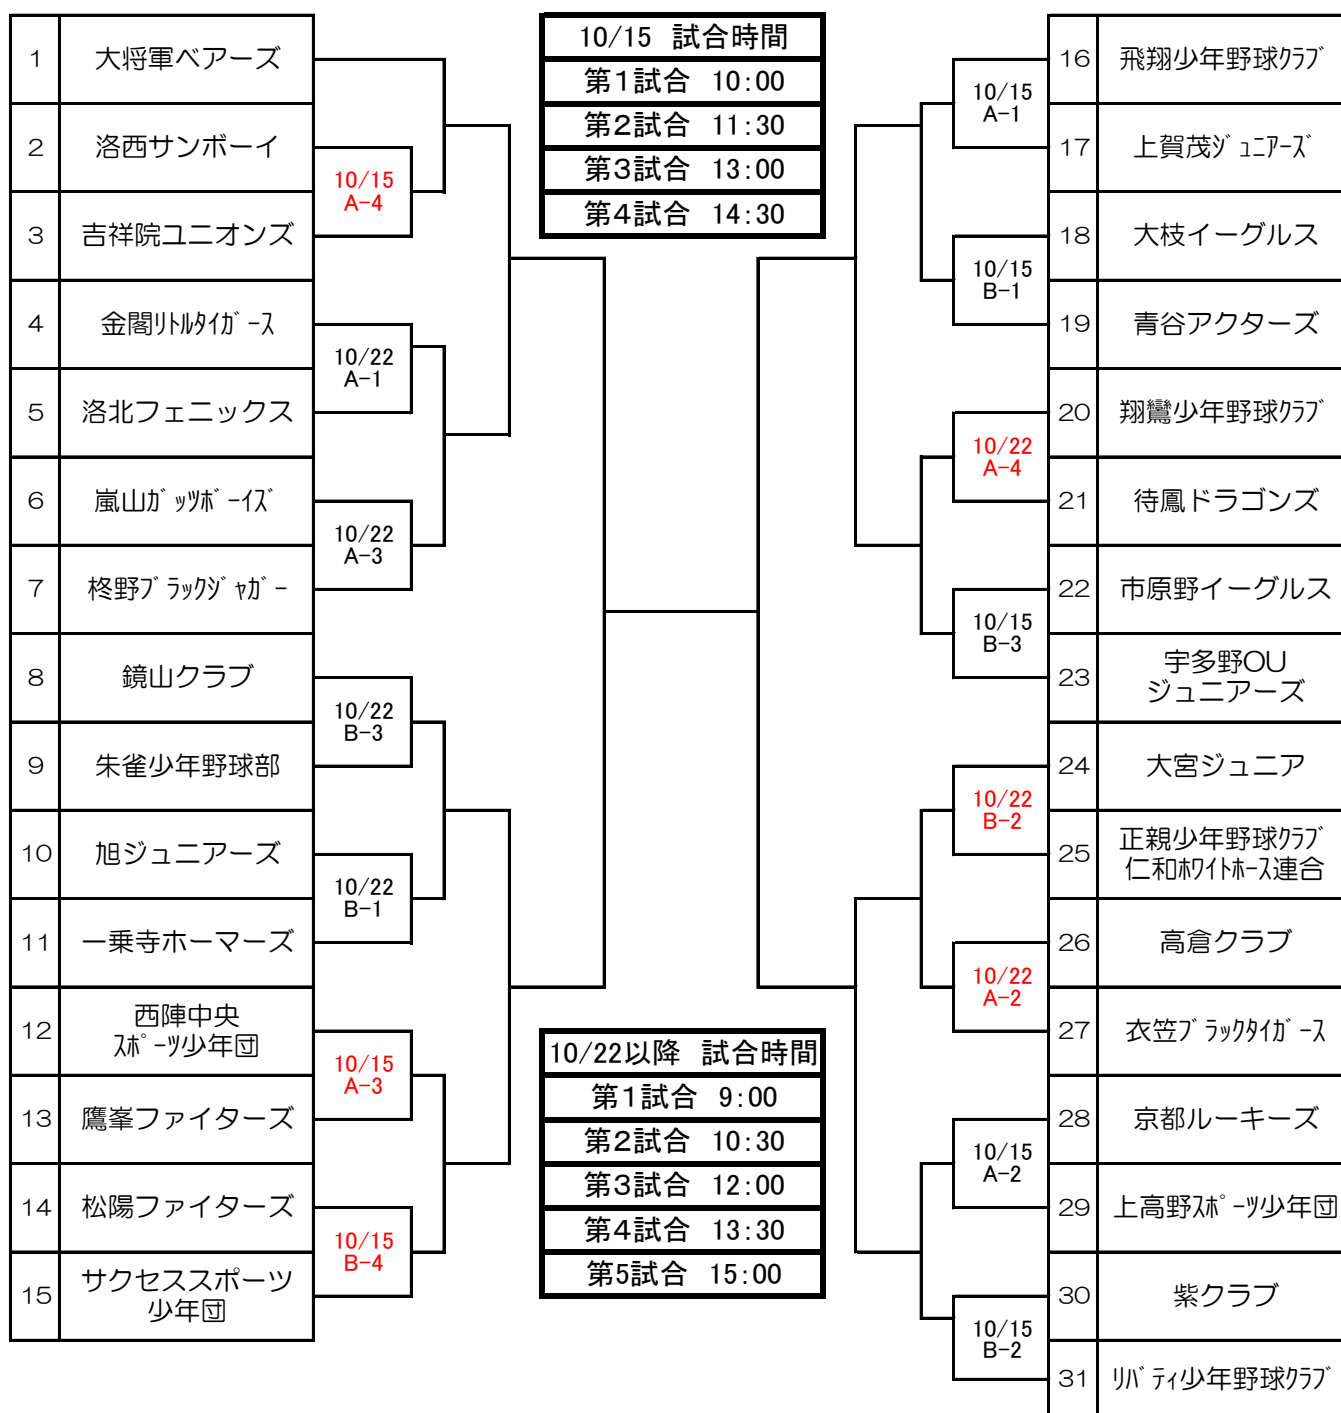 1 大将軍ベアーズ
2 洛西サンボーイ
10/15
A-4
3 吉祥院ユニオンズ
4 金閣ﾘﾄﾙﾀｲｶﾞｰｽ
10/22
A-1
5 洛北フェニックス
6 嵐山ｶﾞｯﾂﾎﾞｰｲｽﾞ
10/22
A-3
7 柊野ﾌﾞﾗｯｸｼﾞｬｶﾞｰ
8 鏡山クラブ
10/22
B-3
9 朱雀少年野球部
10 旭ジュニアーズ
10/22
B-1
11 一乗寺ホーマーズ
12 西陣中央
ｽﾎﾟｰﾂ少年団
10/15
A-3
13 鷹峯ファイターズ
14 松陽ファイターズ
10/15
B-4
15 サクセススポーツ
少年団
10/15 試合時間
第1試合 10:00
第2試合 11:30
第3試合 13:00
第4試合 14:30
10/22以降 試合時間
第1試合 9:00
第2試合 10:30
第3試合 12:00
第4試合 13:30
第5試合 15:00
16 飛翔少年野球ｸﾗﾌﾞ
10/15
A-1
17 上賀茂ｼﾞｭﾆｱｰｽﾞ
18 大枝イーグルス
10/15
B-1
19 青谷アクターズ
20 翔鸞少年野球ｸﾗﾌﾞ
10/22
A-4
21 待鳳ドラゴンズ
22 市原野イーグルス
10/15
B-3
23 宇多野OU
ジュニアーズ
24 大宮ジュニア
10/22
B-2
25 正親少年野球ｸﾗﾌﾞ
仁和ﾎﾜｲﾄﾎｰｽ連合
26 高倉クラブ
10/22
A-2
27 衣笠ﾌﾞﾗｯｸﾀｲｶﾞｰｽ
28 京都ルーキーズ
10/15
A-2
29 上高野ｽﾎﾟｰﾂ少年団
30 紫クラブ
10/15
B-2
31 ﾘﾊﾞﾃｨ少年野球ｸﾗﾌﾞ